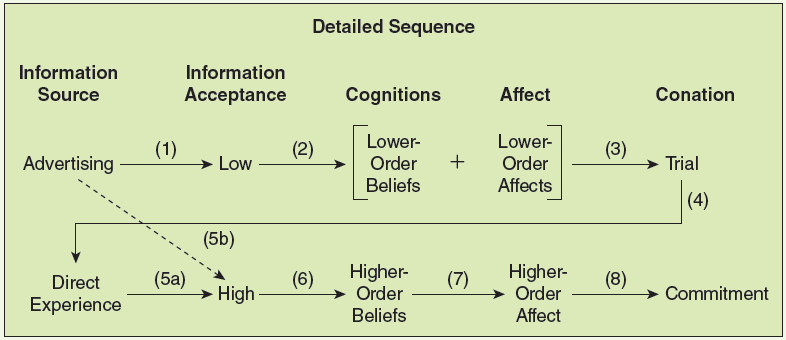 Detailed Sequence
Information
Source
Information
Acceptance
Cognitions
Affect
Conation
Advertising
(1)
Low
(2)
Lower-
Order
Beliefs
+
Lower-
Order
Affects
(3)
Trial
(4)
(5b)
Direct
Experience
(5a)
High
(6)
Higher-
Order
Beliefs
(7)
Higher-
Order
Affect
(8)
Commitment